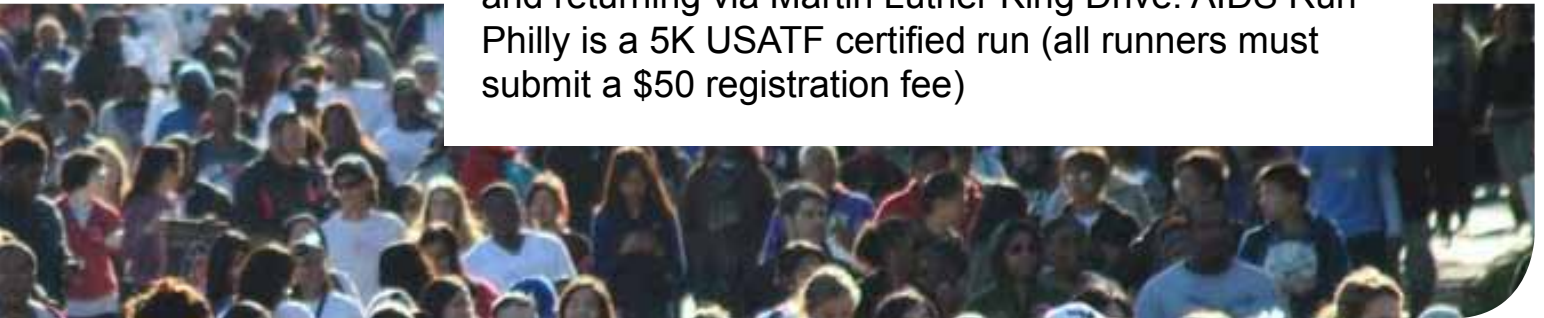 and returning via Martin Luther King Drive. AIDS Run
Philly is a 5K USATF certified run (all runners must
submit a $50 registration fee)